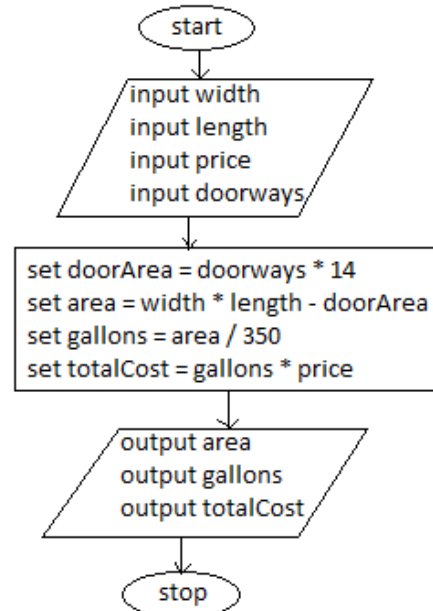 start
input width
input length
input price
input doorways
set doorArea = doorways * 14
set area = width * length - doorArea
set gallons = area / 350
set totalCost = gallons * price
output area
output gallons
output totalCost
stop